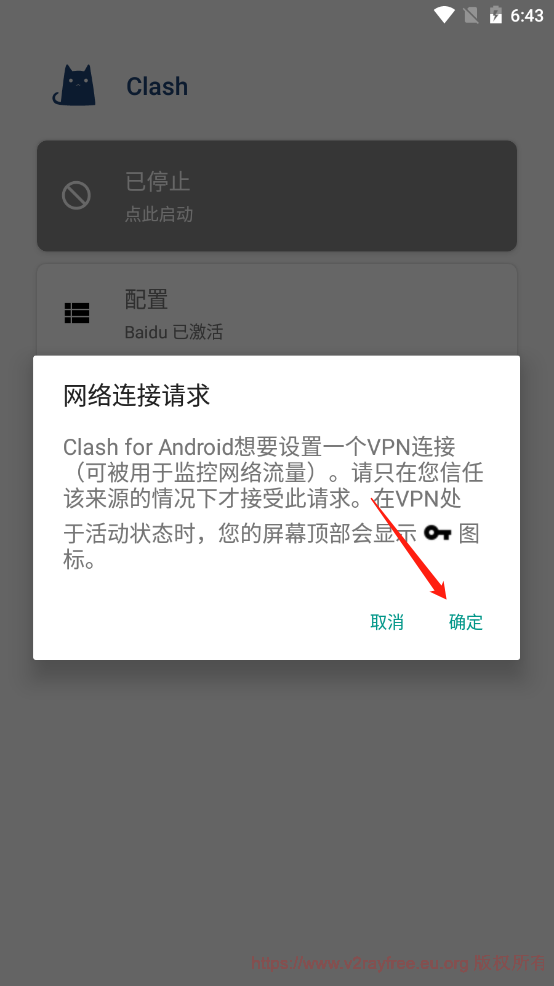 6:43
Clash
已停止
点此启动
配置
Baidu 已激活
网络连接请求
Clash for Android想要设置一个VPN连接
（可被用于监控网络流量）。请只在您信任
该来源的情况下才接受此请求。在VPN处
于活动状态时，您的屏幕顶部会显示 图
标。
取消 确定
https://www.v2rayfree.eu.org 版权所有